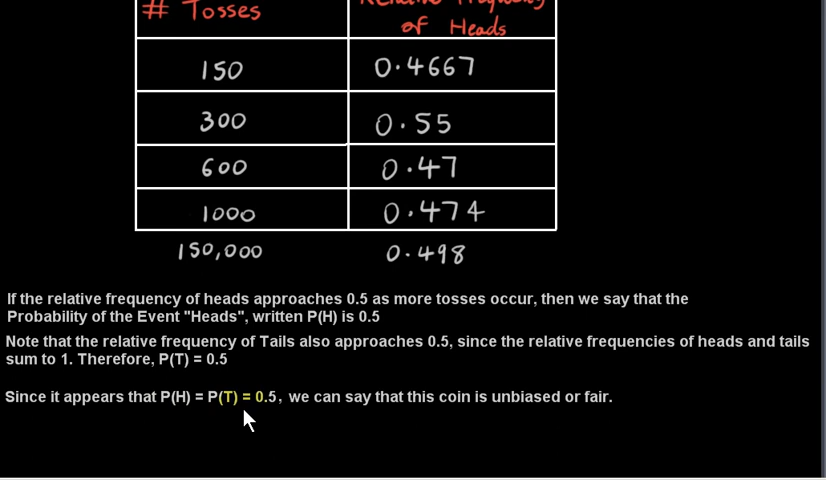 # Tosses
Relative Frequency
of Heads
150 0.4667
300 0.55
600 0.47
1000 0.474
150,000 0.498
If the relative frequency of heads approaches 0.5 as more tosses occur, then we say that the
Probability of the Event "Heads", written P(H) is 0.5
Note that the relative frequency of Tails also approaches 0.5, since the relative frequencies of heads and tails
sum to 1. Therefore, P(T) = 0.5
Since it appears that P(H) = P(T) = 0.5, we can say that this coin is unbiased or fair.